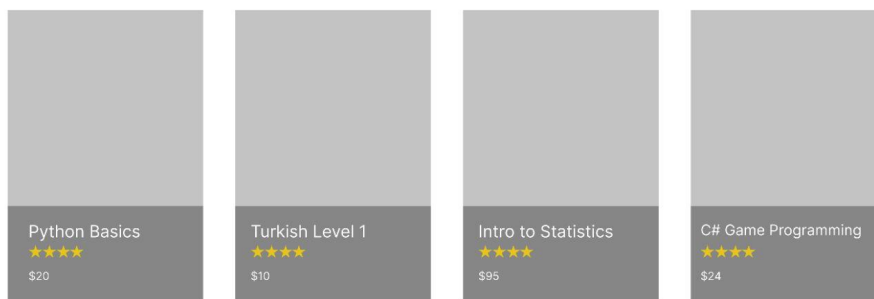 Python Basics
★★★★
$20
Turkish Level 1
★★★★
$10
Intro to Statistics
★★★★
$95
C# Game Programming
★★★★
$24